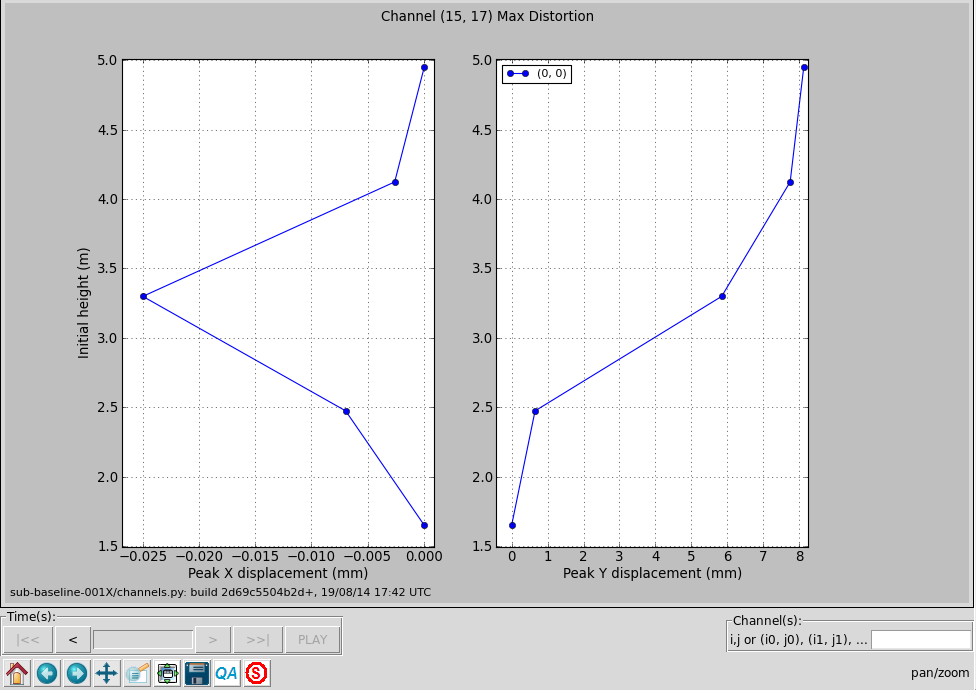 Channel (15, 17) Max Distortion
5.0
4.5
4.0
3.5
3.0
2.5
2.0
1.5
Initial height (m)
−0.025 −0.020 −0.015 −0.010 −0.005 0.000
Peak X displacement (mm)
(0, 0)
5.0
4.5
4.0
3.5
3.0
2.5
2.0
1.5
0 1 2 3 4 5 6 7 8
Peak Y displacement (mm)
sub-baseline-001X/channels.py: build 2d69c5504b2d+, 19/08/14 17:42 UTC
Time(s):
|<< < > >>| PLAY
Channel(s):
i,j or (i0, j0), (i1, j1), ...
QA S
pan/zoom